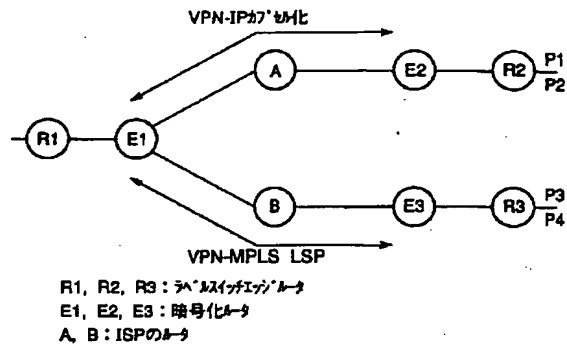 VPN-IPｶﾌﾟｾﾙ化
A
E2
R2
P1
P2
R1
E1
B
E3
R3
P3
P4
VPN-MPLS LSP
R1, R2, R3：ﾗﾍﾞﾙｽｲｯﾁｴｯｼﾞﾙｰﾀ
E1, E2, E3：暗号化ﾙｰﾀ
A, B：ISPのﾙｰﾀ